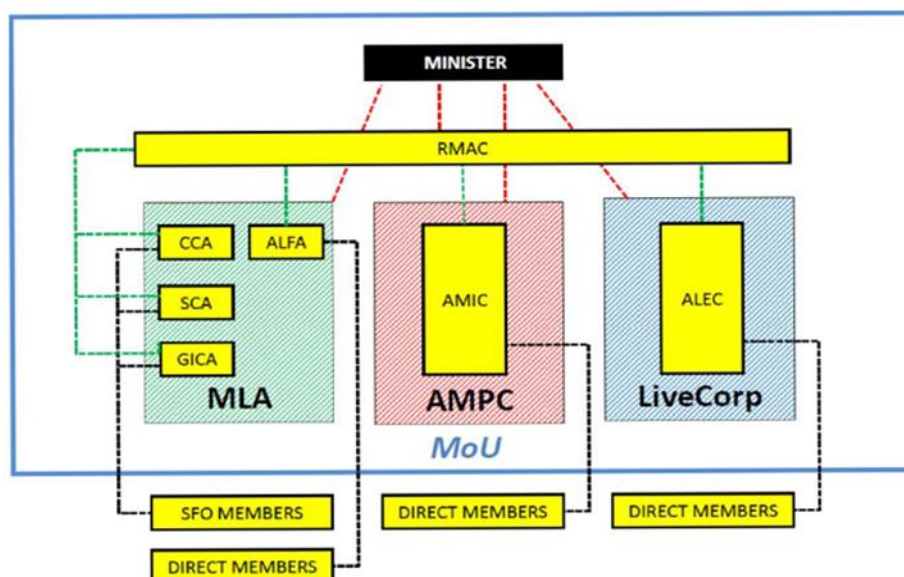 MINISTER
RMAC
CCA
ALFA
SCA
GICA
MLA
AMIC
AMPC
ALEC
LiveCorp
MoU
SFO MEMBERS
DIRECT MEMBERS
DIRECT MEMBERS
DIRECT MEMBERS